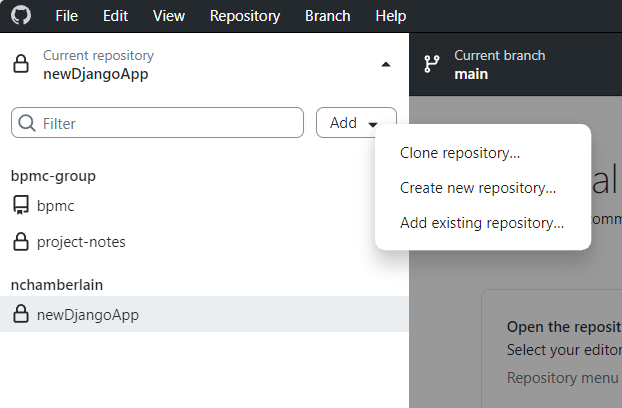 File Edit View Repository Branch Help
Current repository
newDjangoApp
Current branch
main
Filter
Add
Clone repository...
Create new repository...
Add existing repository...
bpmc-group
bpmc
project-notes
nchamberlain
newDjangoApp
al
comm
Open the reposit
Select your editor
Repository menu